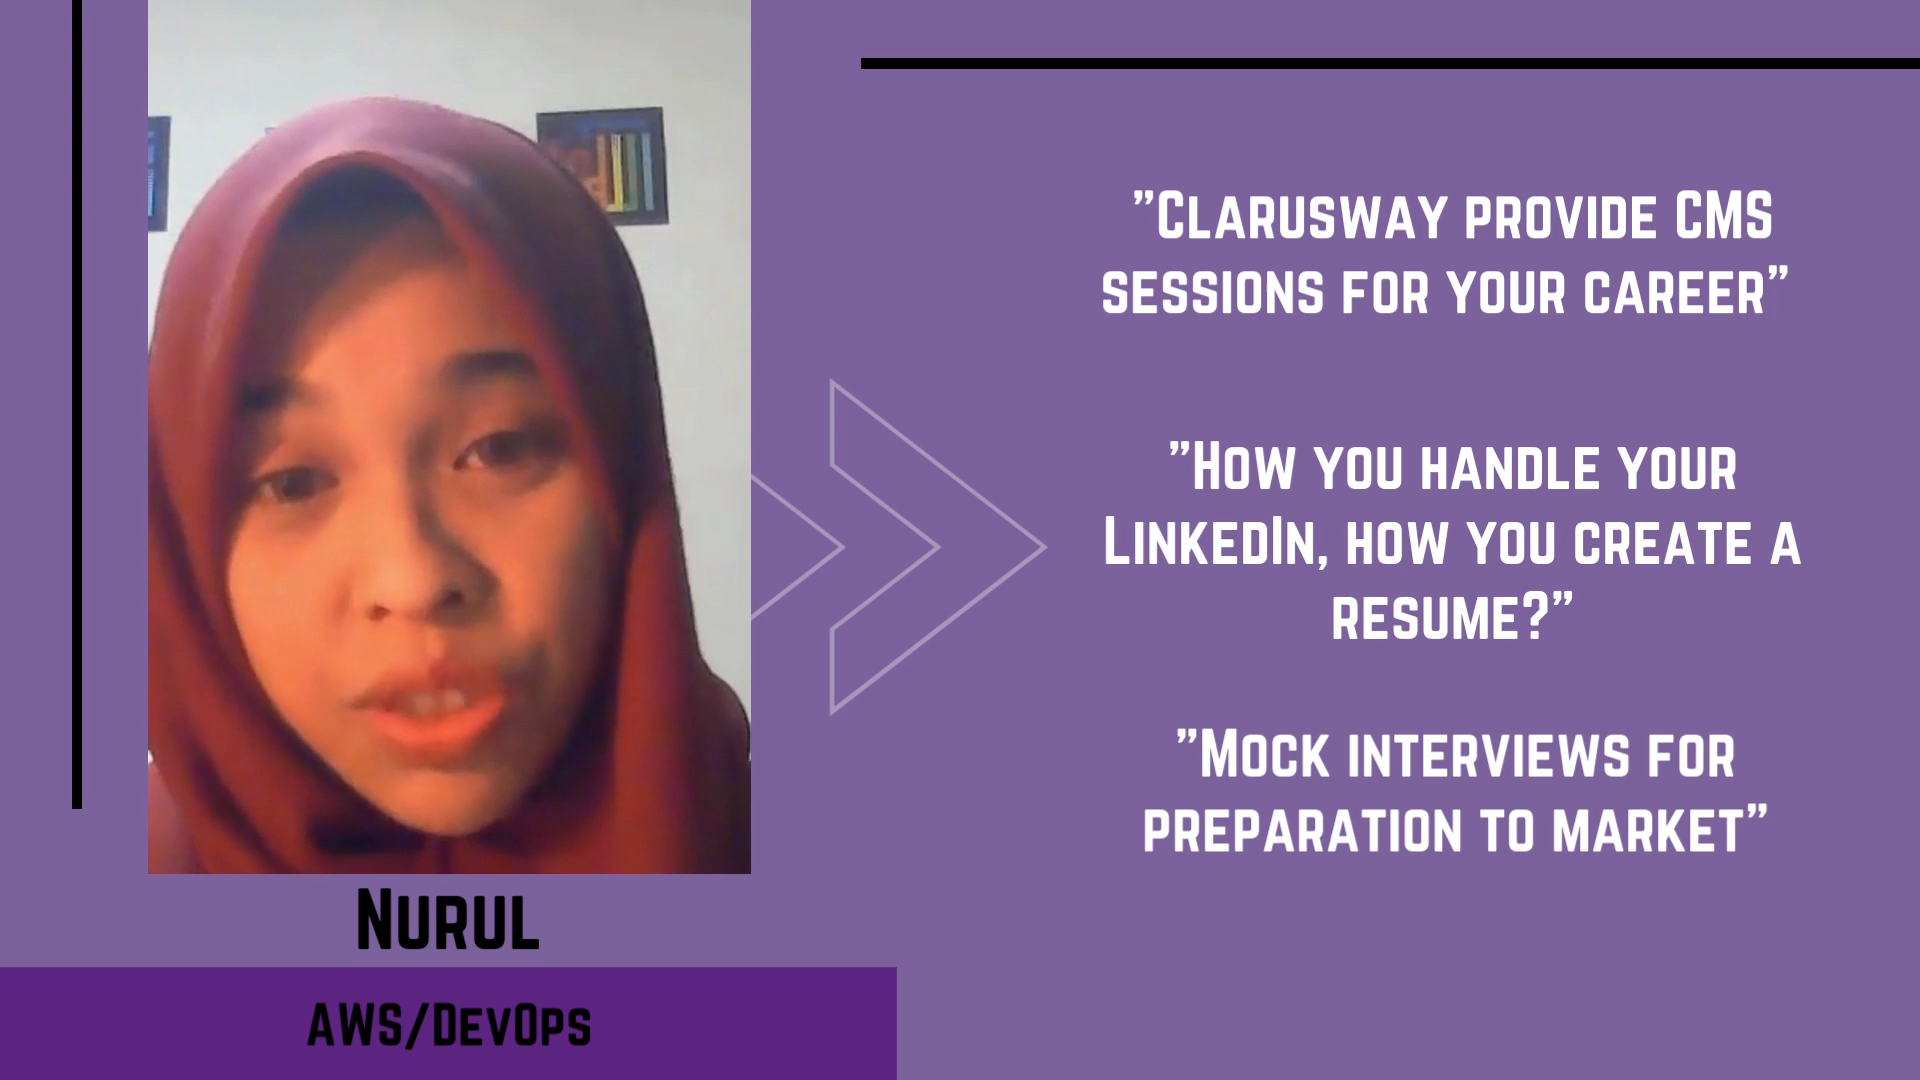 "Clarusway provide CMS
sessions for your career"
"How you handle your
LinkedIn, how you create a
resume?"
"Mock interviews for
preparation to market"
Nurul
AWS/DevOps